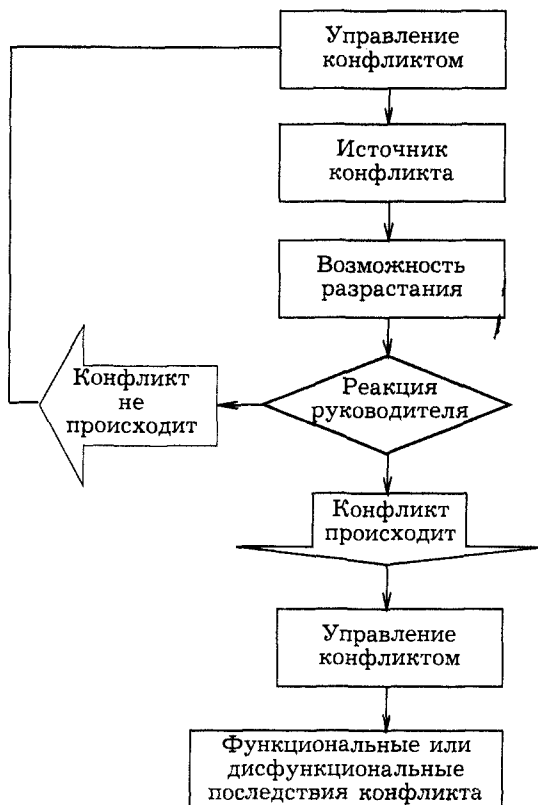 Управление
конфликтом
Источник
конфликта
Возможность
разрастания
Реакция
руководителя
Конфликт
не
происходит
Конфликт
происходит
Управление
конфликтом
Функциональные или
дисфункциональные
последствия конфликта